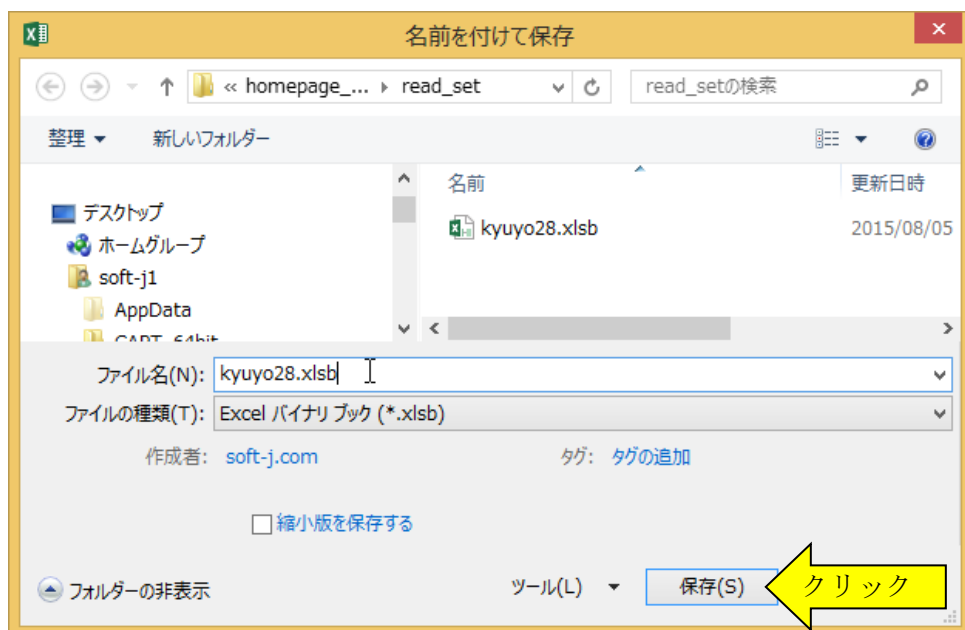 名前を付けて保存
« homepage_... ▸ read_set
read_setの検索
整理 ▼ 新しいフォルダー
名前 更新日時
デスクトップ
kyuyo28.xlsb 2015/08/05
ホームグループ
soft-j1
AppData
ファイル名(N): kyuyo28.xlsb
ファイルの種類(T): Excel バイナリ ブック (*.xlsb)
作成者: soft-j.com タグ: タグの追加
縮小版を保存する
フォルダーの非表示 ツール(L) ▼ 保存(S) クリック